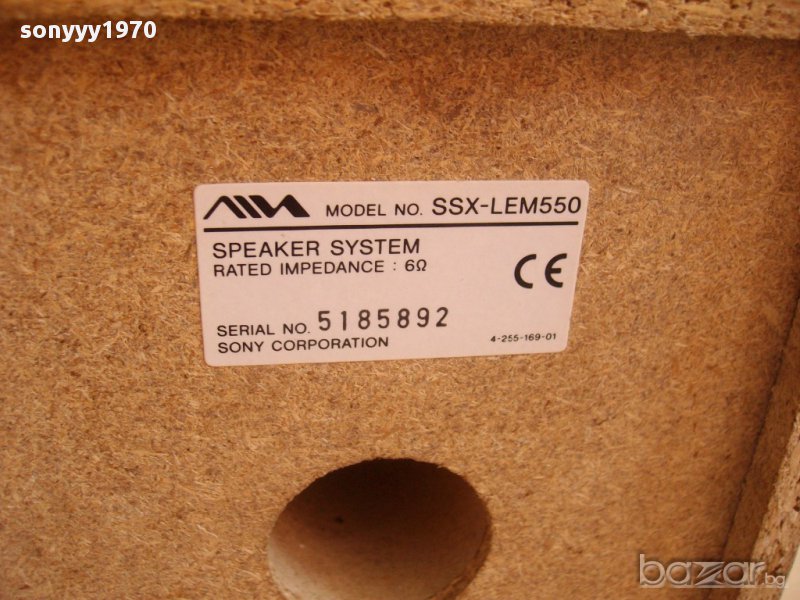 sonyyy1970
AIWA MODEL NO. SSX-LEM550
SPEAKER SYSTEM
RATED IMPEDANCE : 6Ω
CE
SERIAL NO. 5185892
SONY CORPORATION
4-255-169-01
bazar.bg